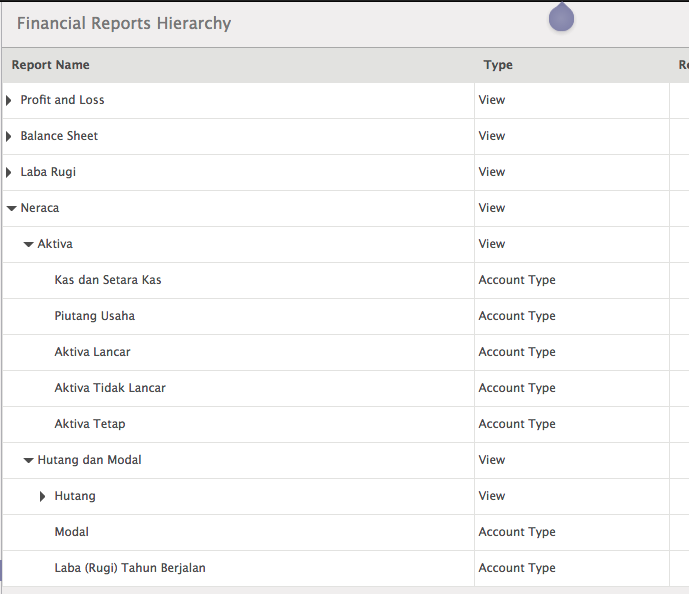 Financial Reports Hierarchy
Report Name Type Re
Profit and Loss View
Balance Sheet View
Laba Rugi View
Neraca View
Aktiva View
Kas dan Setara Kas Account Type
Piutang Usaha Account Type
Aktiva Lancar Account Type
Aktiva Tidak Lancar Account Type
Aktiva Tetap Account Type
Hutang dan Modal View
Hutang View
Modal Account Type
Laba (Rugi) Tahun Berjalan Account Type